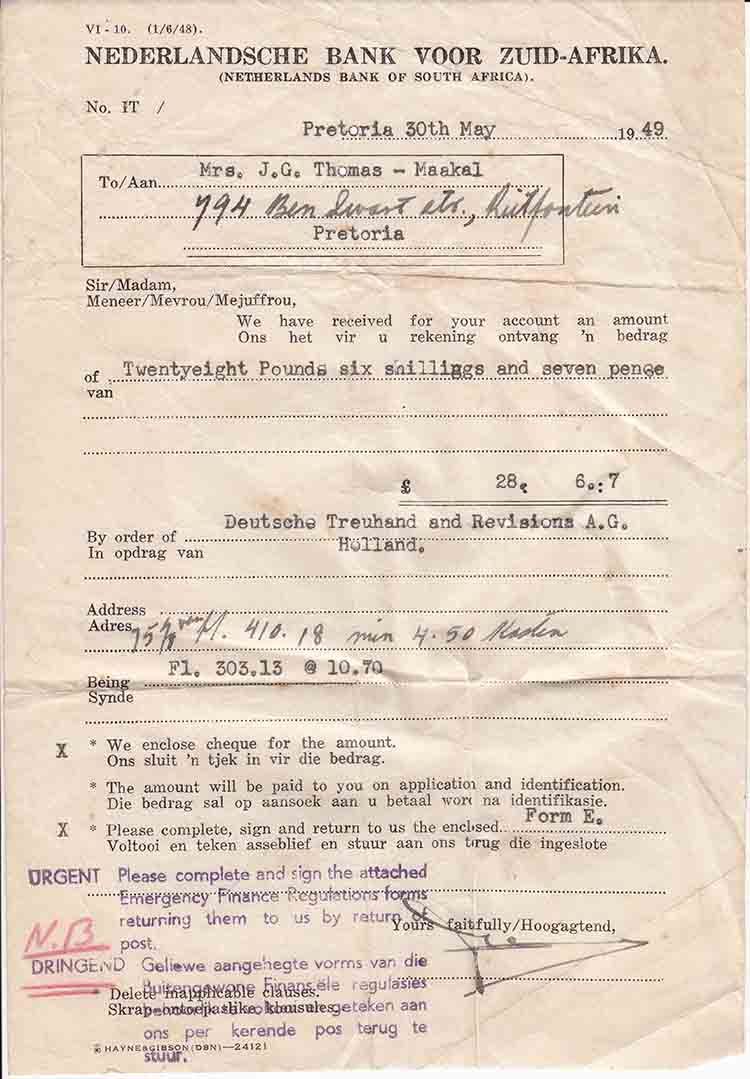 VI - 10. (1/6/48).
NEDERLANDSCHE BANK VOOR ZUID-AFRIKA.
(NETHERLANDS BANK OF SOUTH AFRICA).
No. IT /
Pretoria 30th May 1949
To/Aan Mrs. J.G. Thomas - Maakal
794 Ben Swart str., Rietfontein
Pretoria
Sir/Madam,
Meneer/Mevrou/Mejuffrou,
We have received for your account an amount
Ons het vir u rekening ontvang 'n bedrag
of Twentyeight Pounds six shillings and seven pence
van
£ 28. 6.:7
By order of Deutsche Treuhand and Revisions A.G.
In opdrag van Holland.
Address
Adres 75% van fl. 410.18 min 4.50 Kosten
Being Fl. 303.13 @ 10.70
Synde
X * We enclose cheque for the amount.
Ons sluit 'n tjek in vir die bedrag.
* The amount will be paid to you on application and identification.
Die bedrag sal op aansoek aan u betaal word na identifikasie.
X * Please complete, sign and return to us the enclosed Form E.
Voltooi en teken asseblief en stuur aan ons terug die ingeslote
URGENT Please complete and sign the attached
Emergency Finance Regulations forms
returning them to us by return of
post.
Yours faithfully/Hoogagtend,
N.B
DRINGEND Geliewe aangehegte vorms van die
Buitengewone Finansiële regulasies
geteken aan
ons per kerende pos terug te
stuur.
* Delete inapplicable clauses.
Skrap ontoepaslike klousules.
HAYNE & GIBSON (DBN)—24121